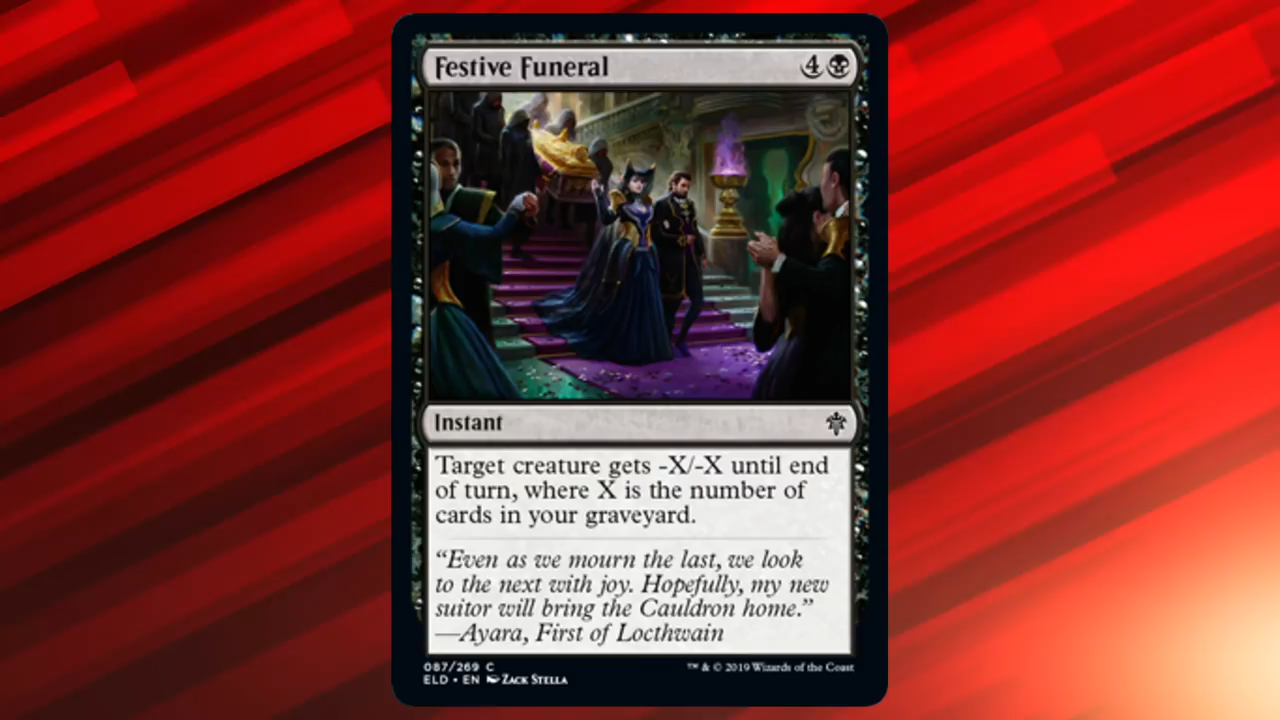 Festive Funeral 4
Instant
Target creature gets -X/-X until end
of turn, where X is the number of
cards in your graveyard.
“Even as we mourn the last, we look
to the next with joy. Hopefully, my new
suitor will bring the Cauldron home.”
—Ayara, First of Locthwain
087/269 C
ELD • EN Zack Stella
™ & © 2019 Wizards of the Coast